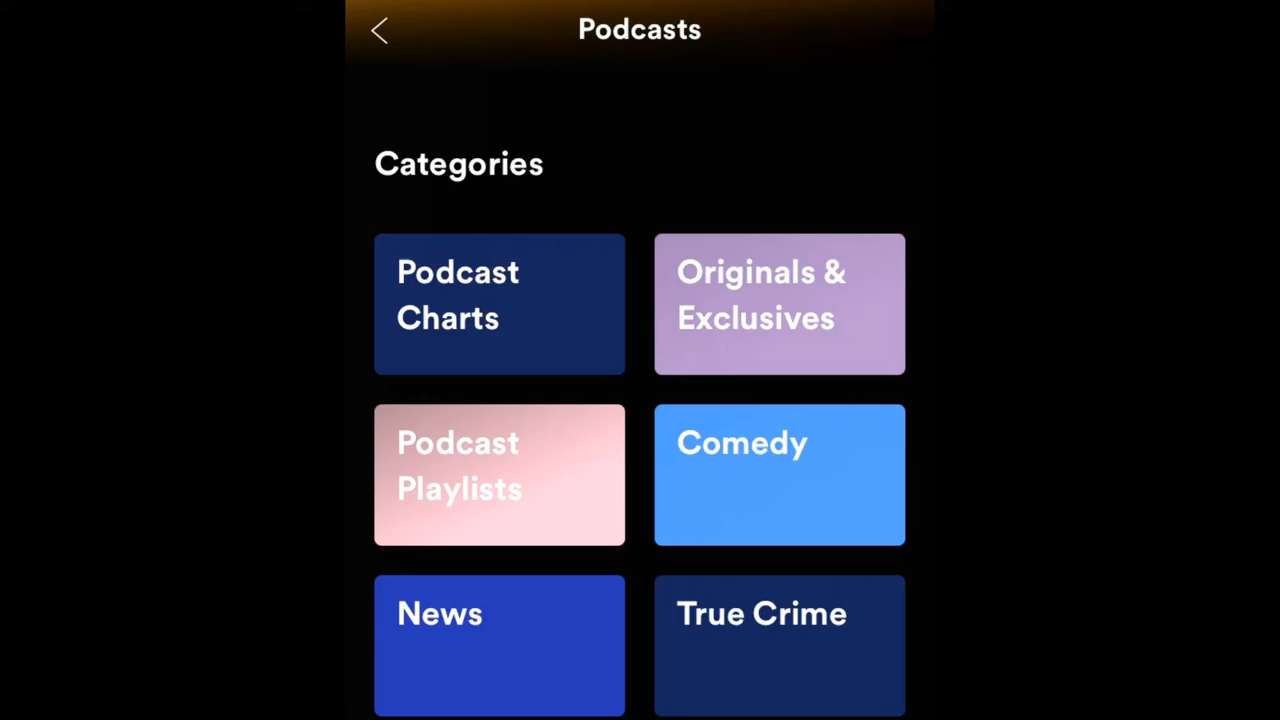 Podcasts
Categories
Podcast
Charts
Originals &
Exclusives
Podcast
Playlists
Comedy
News
True Crime